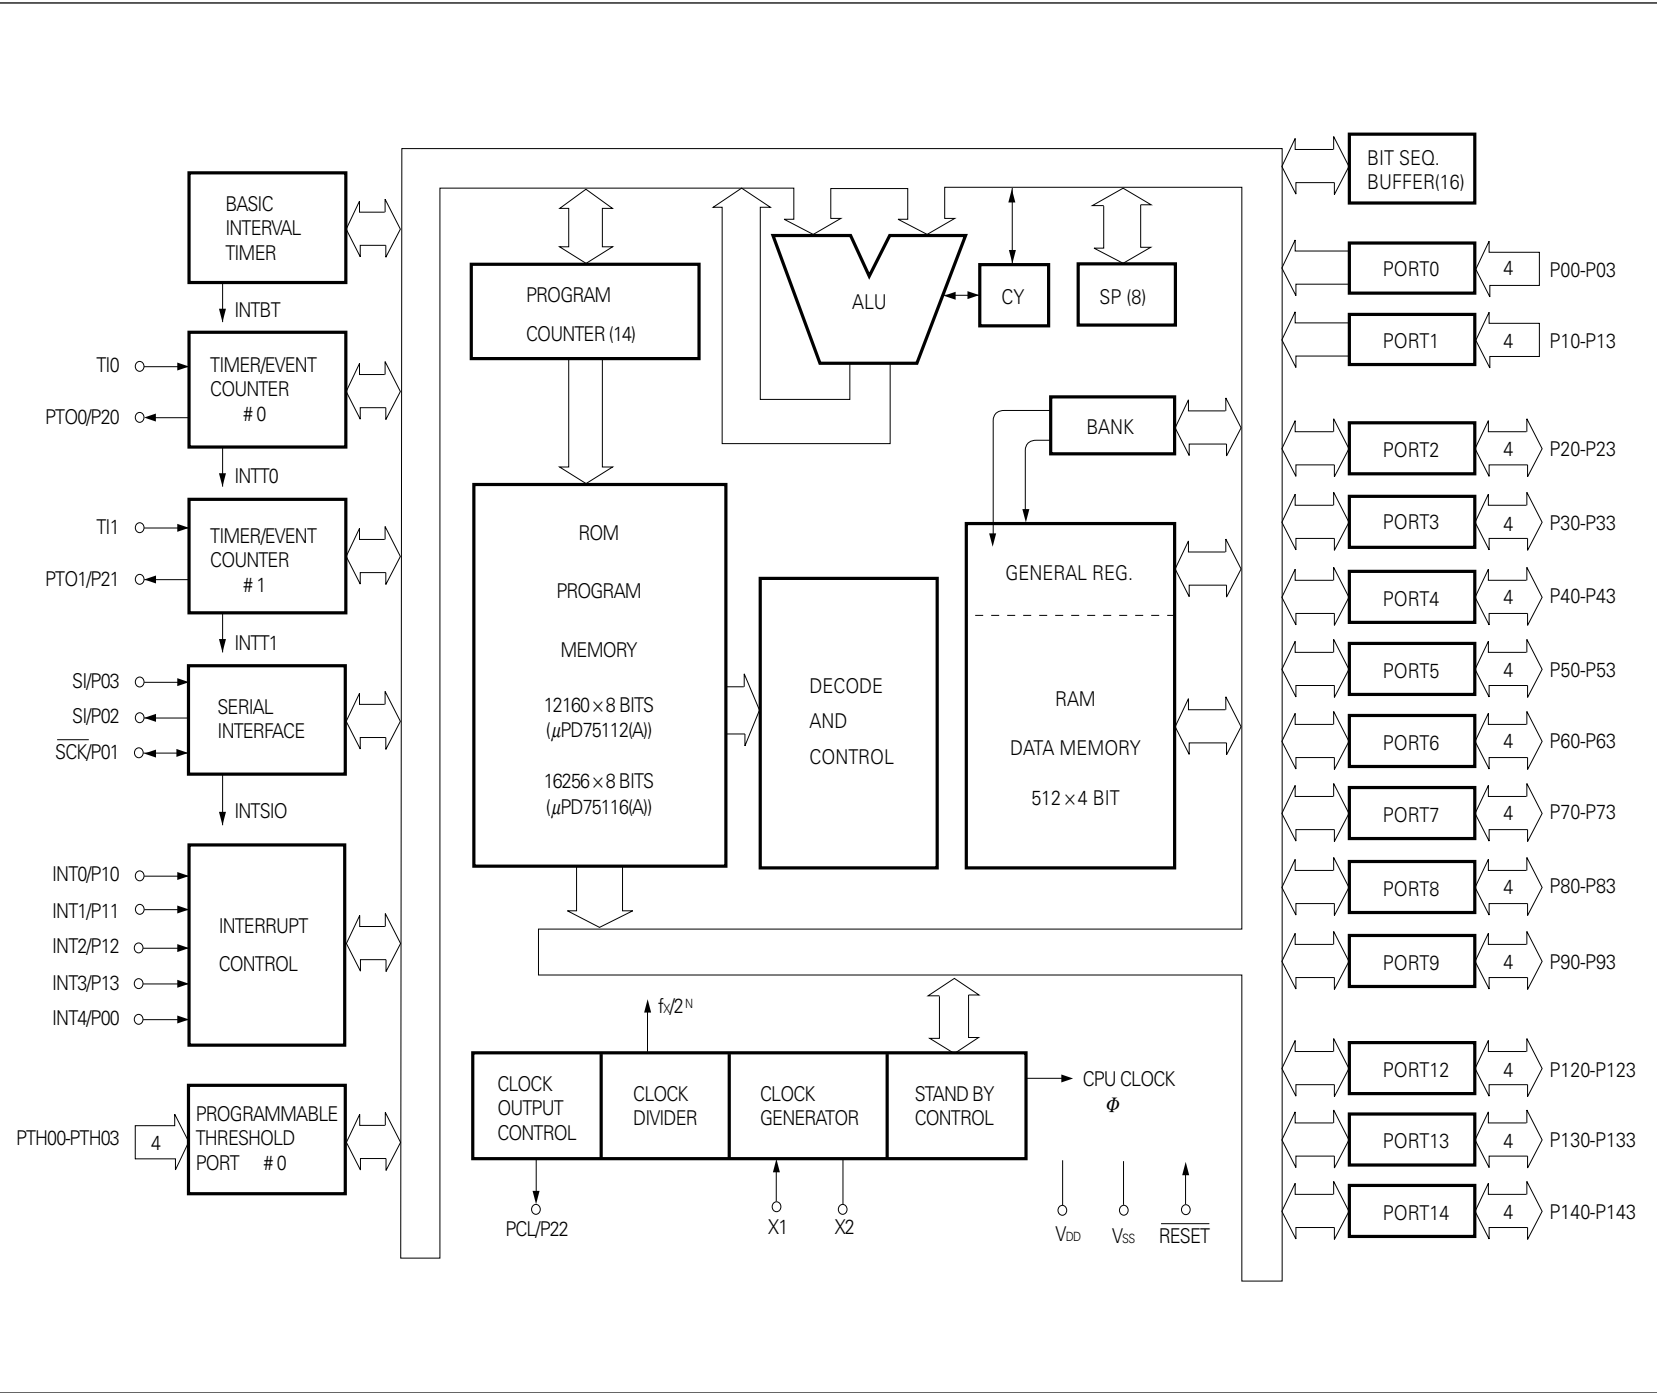 BASIC
INTERVAL
TIMER
INTBT
TI0
PTO0/P20
TIMER/EVENT
COUNTER
#0
INTT0
TI1
PTO1/P21
TIMER/EVENT
COUNTER
#1
INTT1
SI/P03
SI/P02
SCK/P01
SERIAL
INTERFACE
INTSIO
INT0/P10
INT1/P11
INT2/P12
INT3/P13
INT4/P00
INTERRUPT
CONTROL
PTH00-PTH03
4
PROGRAMMABLE
THRESHOLD
PORT #0
PROGRAM
COUNTER (14)
ALU
CY
SP (8)
BANK
ROM
PROGRAM
MEMORY
12160×8 BITS
(μPD75112(A))
16256×8 BITS
(μPD75116(A))
DECODE
AND
CONTROL
GENERAL REG.
RAM
DATA MEMORY
512×4 BIT
fX/2N
CLOCK
OUTPUT
CONTROL
CLOCK
DIVIDER
CLOCK
GENERATOR
STAND BY
CONTROL
CPU CLOCK
Φ
PCL/P22
X1
X2
VDD
VSS
RESET
BIT SEQ.
BUFFER(16)
PORT0
4
P00-P03
PORT1
4
P10-P13
PORT2
4
P20-P23
PORT3
4
P30-P33
PORT4
4
P40-P43
PORT5
4
P50-P53
PORT6
4
P60-P63
PORT7
4
P70-P73
PORT8
4
P80-P83
PORT9
4
P90-P93
PORT12
4
P120-P123
PORT13
4
P130-P133
PORT14
4
P140-P143